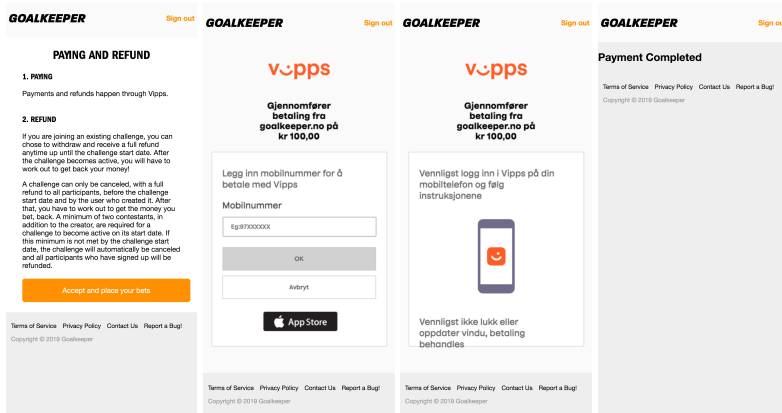 GOALKEEPER
Sign out
PAYING AND REFUND
1. PAYING
Payments and refunds happen through Vipps.
2. REFUND
If you are joining an existing challenge, you can
chose to withdraw and receive a full refund
anytime up until the challenge start date. After
the challenge becomes active, you will have to
work out to get back your money!
A challenge can only be canceled, with a full
refund to all participants, before the challenge
start date and by the user who created it. After
that, you have to work out to get the money you
bet, back. A minimum of two contestants, in
addition to the creator, are required for a
challenge to become active on its start date. If
this minimum is not met by the challenge start
date, the challenge will automatically be canceled
and all participants who have signed up will be
refunded.
Accept and place your bets
Terms of Service Privacy Policy Contact Us Report a Bug!
Copyright © 2019 Goalkeeper
GOALKEEPER
Sign out
vipps
Gjennomfører
betaling fra
goalkeeper.no på
kr 100,00
Legg inn mobilnummer for å
betale med Vipps
Mobilnummer
Eg:97XXXXXX
OK
Avbryt
App Store
Terms of Service Privacy Policy Contact Us Report a Bug!
Copyright © 2019 Goalkeeper
GOALKEEPER
Sign out
vipps
Gjennomfører
betaling fra
goalkeeper.no på
kr 100,00
Vennligst logg inn i Vipps på din
mobiltelefon og følg
instruksjonene
Vennligst ikke lukk eller
oppdater vindu, betaling
behandles
Terms of Service Privacy Policy Contact Us Report a Bug!
Copyright © 2019 Goalkeeper
GOALKEEPER
Sign ou
Payment Completed
Terms of Service Privacy Policy Contact Us Report a Bug!
Copyright © 2019 Goalkeeper